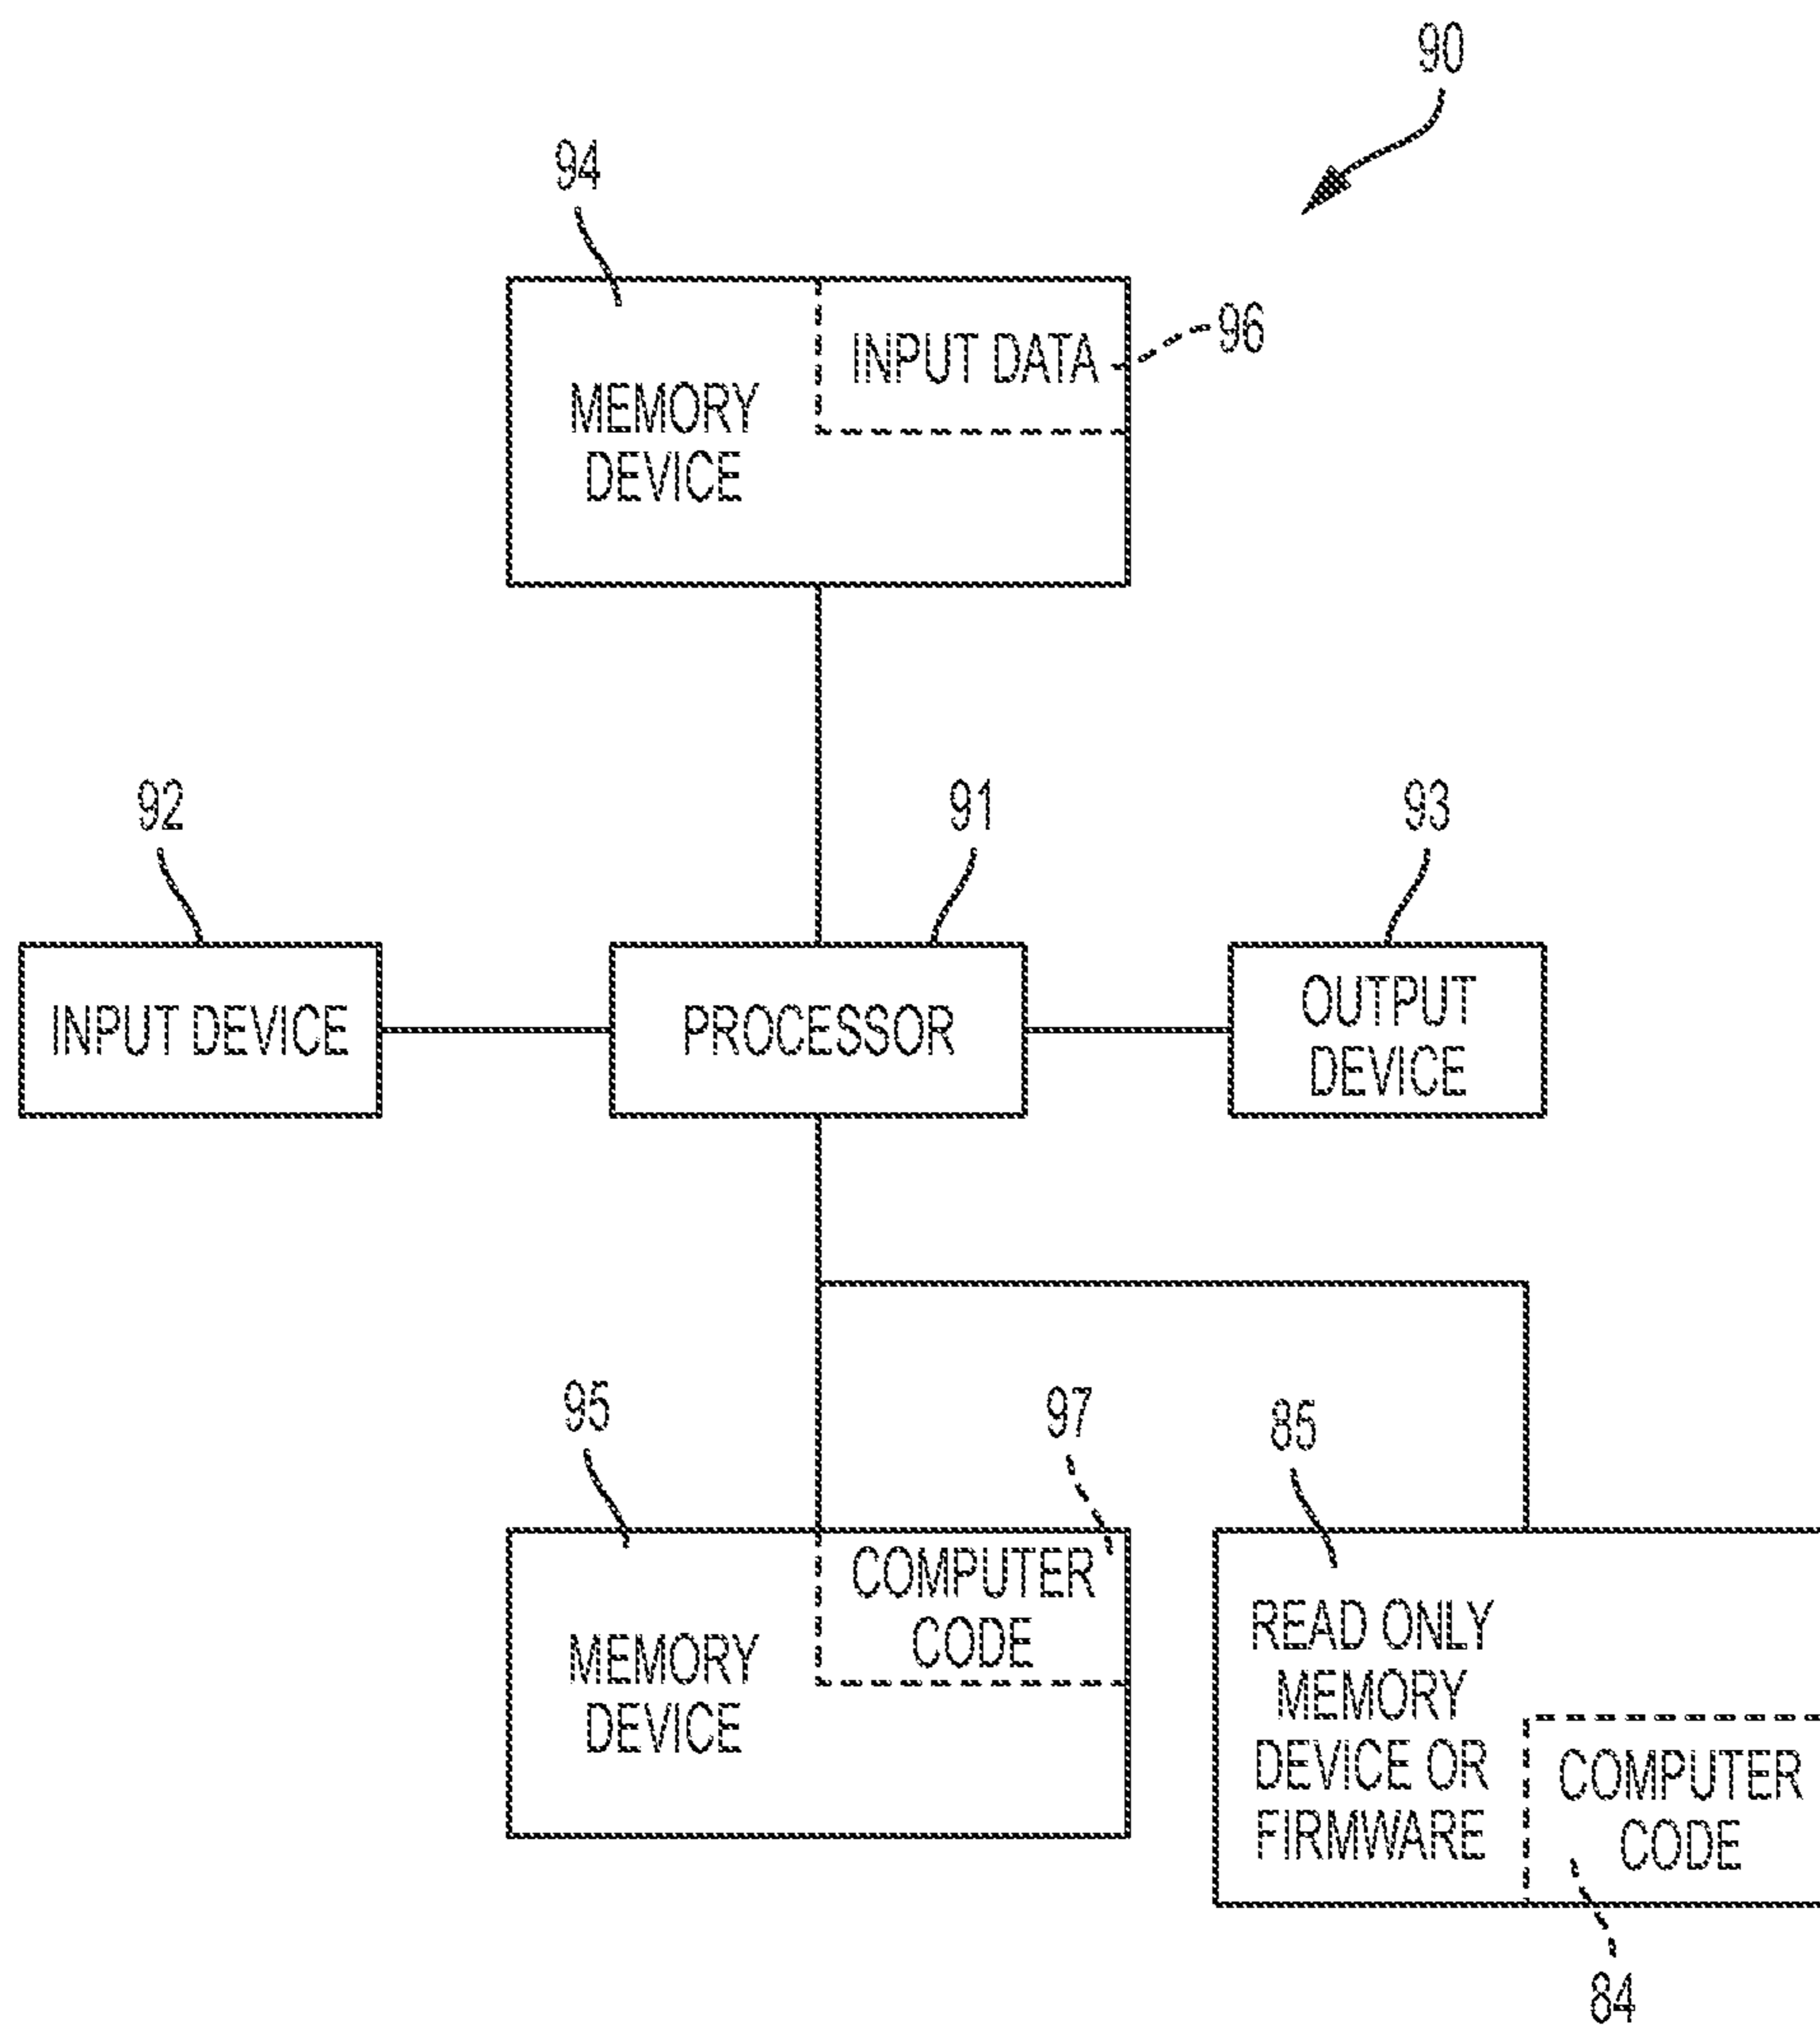 90
94
INPUT DATA
96
MEMORY
DEVICE
92
91
93
INPUT DEVICE
PROCESSOR
OUTPUT
DEVICE
95
97
85
COMPUTER
CODE
MEMORY
DEVICE
READ ONLY
MEMORY
DEVICE OR
FIRMWARE
COMPUTER
CODE
84